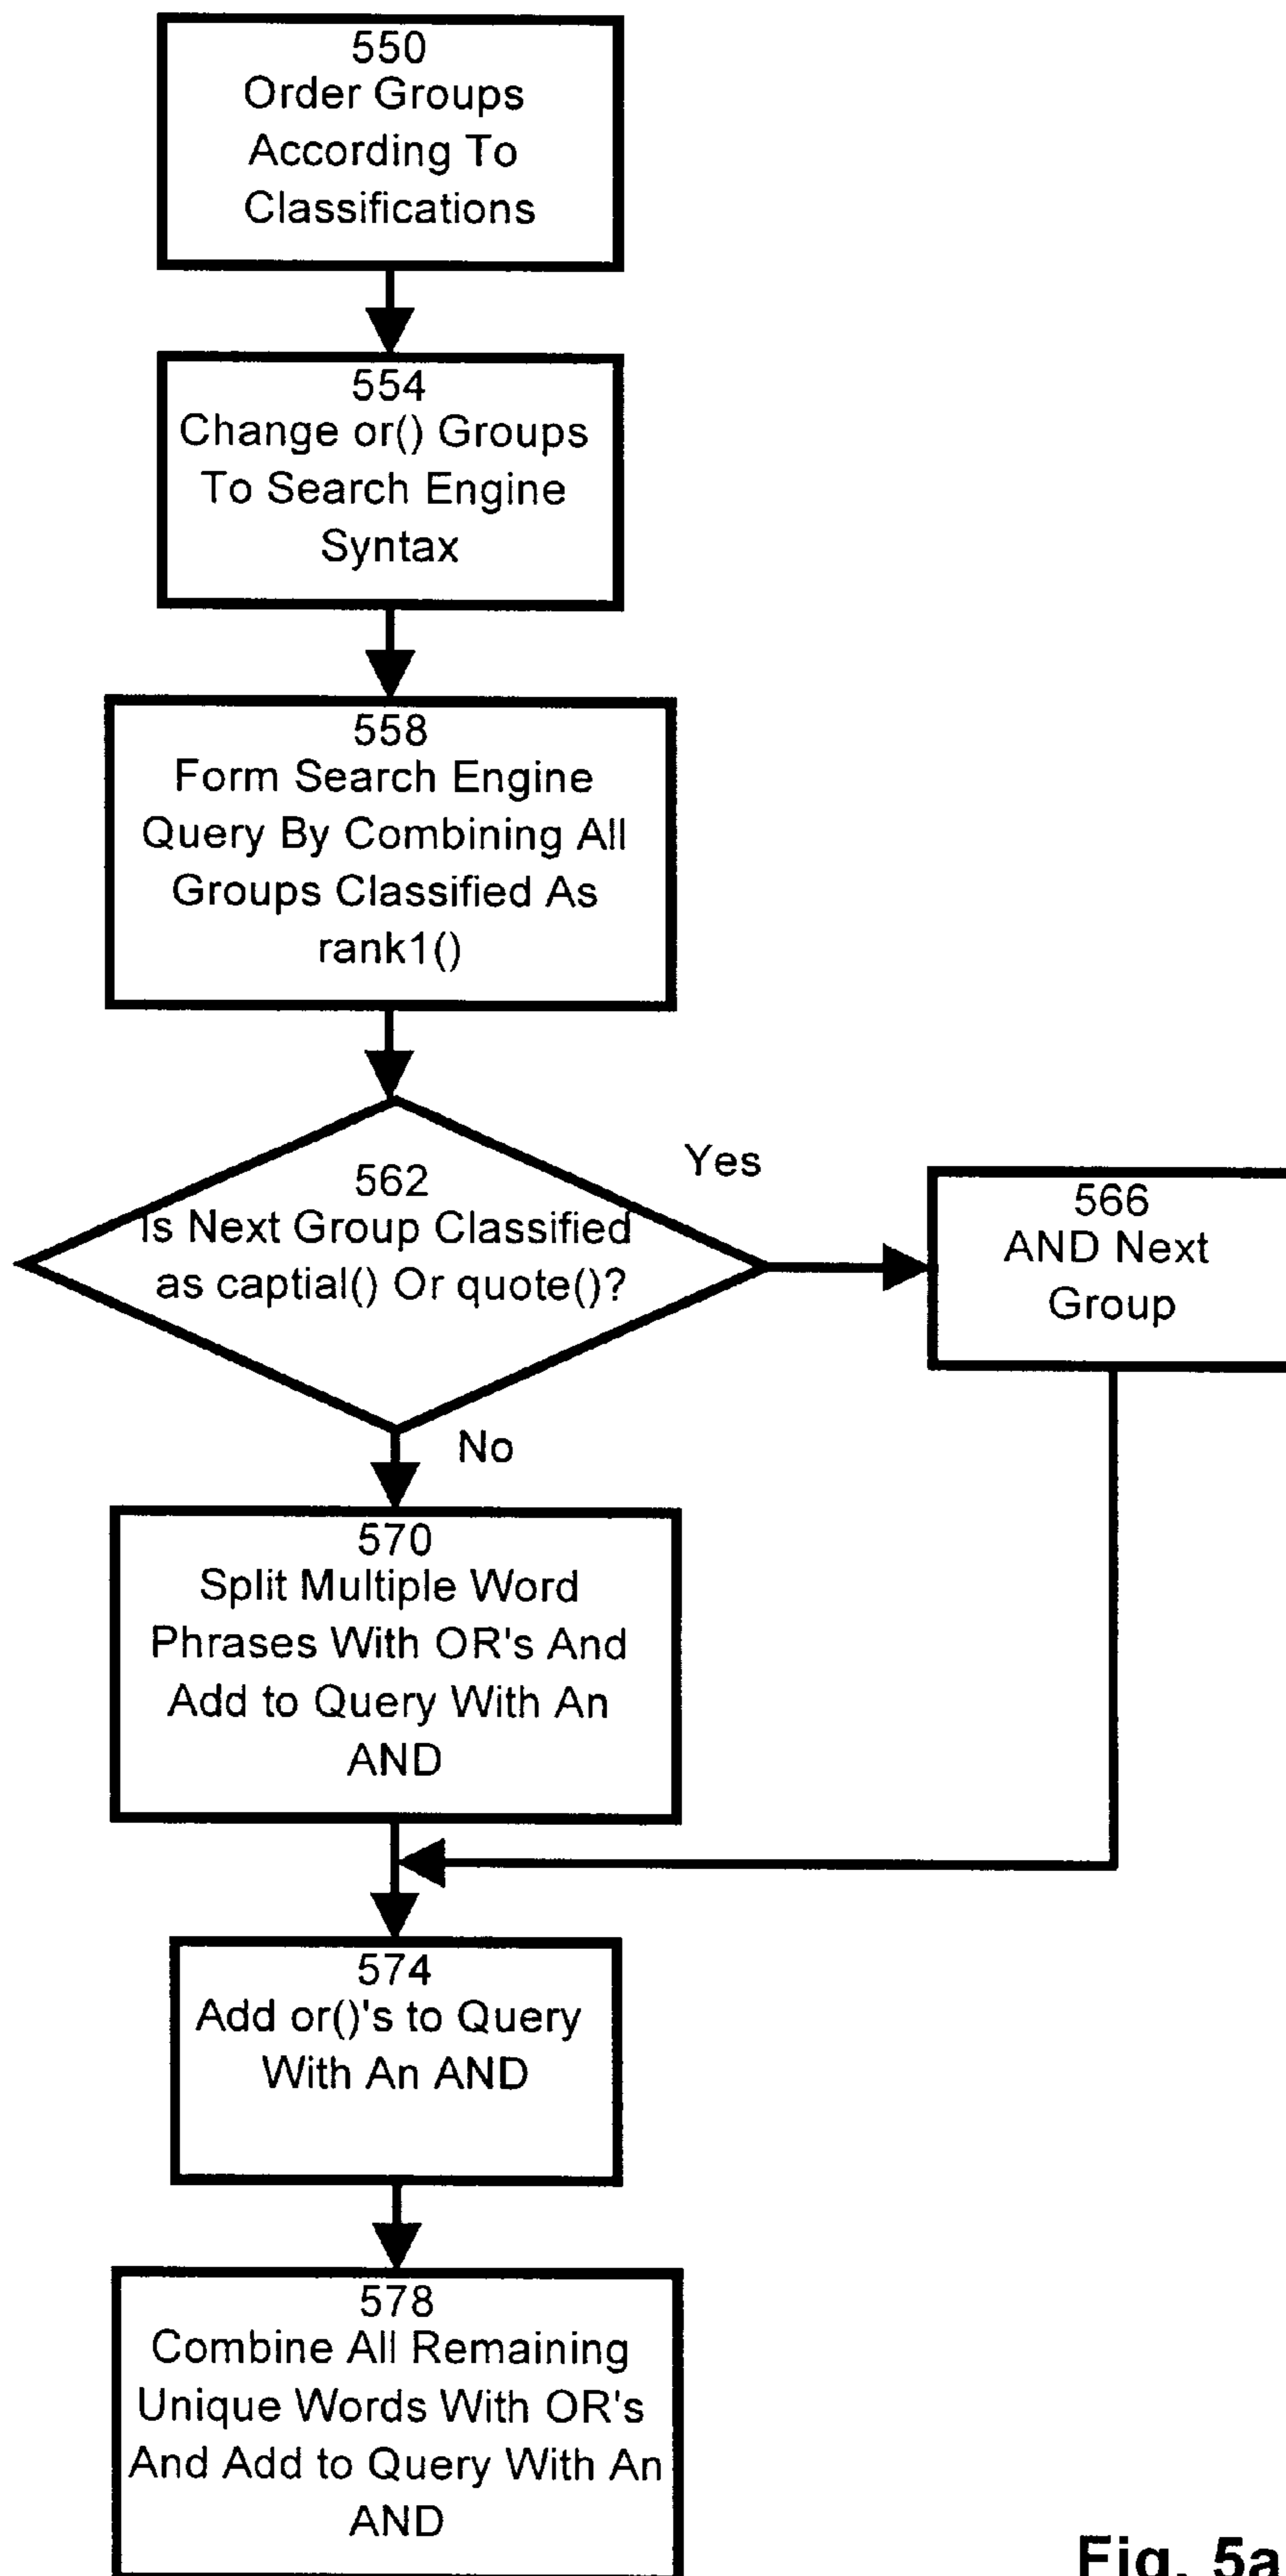 550
Order Groups
According To
Classifications
554
Change or() Groups
To Search Engine
Syntax
558
Form Search Engine
Query By Combining All
Groups Classified As
rank1()
562
Is Next Group Classified
as captial() Or quote()?
Yes
566
AND Next
Group
No
570
Split Multiple Word
Phrases With OR's And
Add to Query With An
AND
574
Add or()'s to Query
With An AND
578
Combine All Remaining
Unique Words With OR's
And Add to Query With An
AND
Fig. 5a